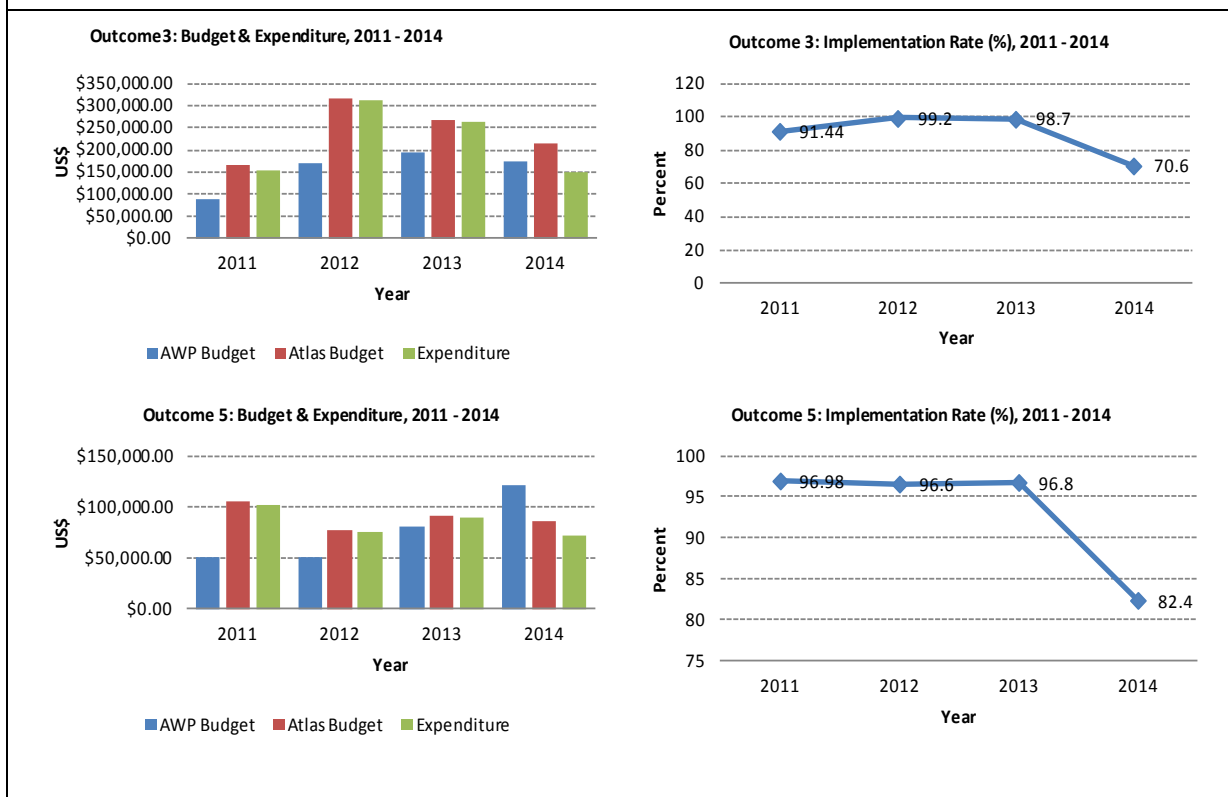 Outcome3: Budget & Expenditure, 2011 - 2014
US$
$350,000.00
$300,000.00
$250,000.00
$200,000.00
$150,000.00
$100,000.00
$50,000.00
$0.00
2011 2012 2013 2014
Year
AWP Budget Atlas Budget Expenditure
Outcome 3: Implementation Rate (%), 2011 - 2014
Percent
120
100
80
60
40
20
0
91.44 99.2 98.7 70.6
2011 2012 2013 2014
Year
Outcome 5: Budget & Expenditure, 2011 - 2014
US$
$150,000.00
$100,000.00
$50,000.00
$0.00
2011 2012 2013 2014
Year
AWP Budget Atlas Budget Expenditure
Outcome 5: Implementation Rate (%), 2011 - 2014
Percent
100
95
90
85
80
75
96.98 96.6 96.8 82.4
2011 2012 2013 2014
Year